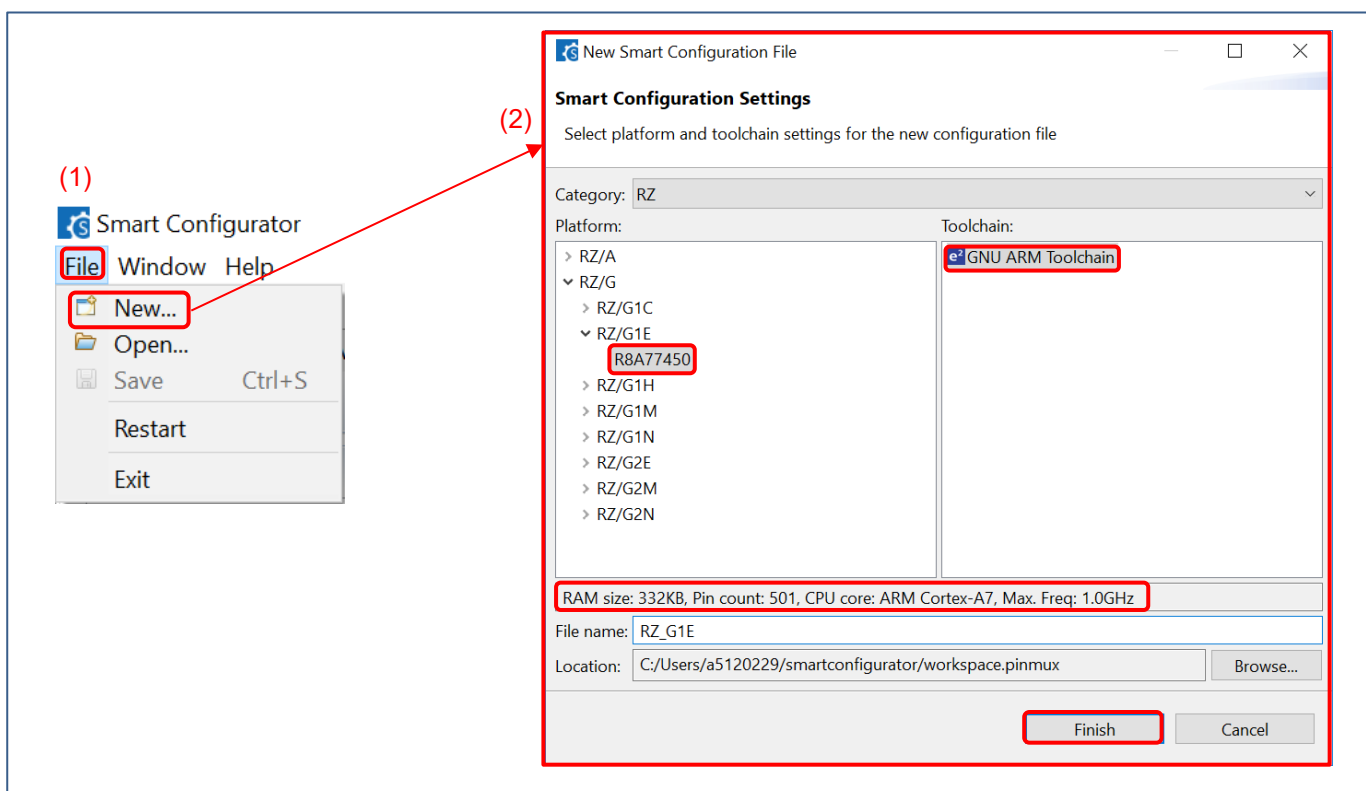 (1)
Smart Configurator
File Window Help
New...
Open...
Save Ctrl+S
Restart
Exit
(2)
New Smart Configuration File
Smart Configuration Settings
Select platform and toolchain settings for the new configuration file
Category: RZ
Platform: Toolchain:
RZ/A
RZ/G
RZ/G1C
RZ/G1E
R8A77450
RZ/G1H
RZ/G1M
RZ/G1N
RZ/G2E
RZ/G2M
RZ/G2N
GNU ARM Toolchain
RAM size: 332KB, Pin count: 501, CPU core: ARM Cortex-A7, Max. Freq: 1.0GHz
File name: RZ_G1E
Location: C:/Users/a5120229/smartconfigurator/workspace.pinmux Browse...
Finish Cancel